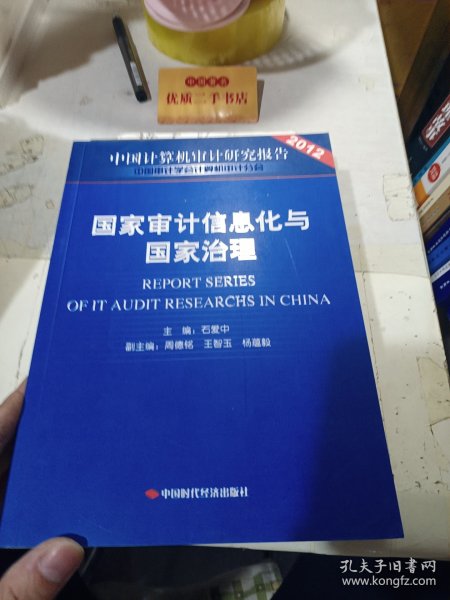 中国书店
优质二手书店
2012
中国计算机审计研究报告
中国审计学会计算机审计分会
国家审计信息化与
国家治理
REPORT SERIES
OF IT AUDIT RESEARCHS IN CHINA
主 编：石爱中
副主编：周德铭 王智玉 杨蕴毅
中国时代经济出版社
孔夫子旧书网
www.kongfz.com